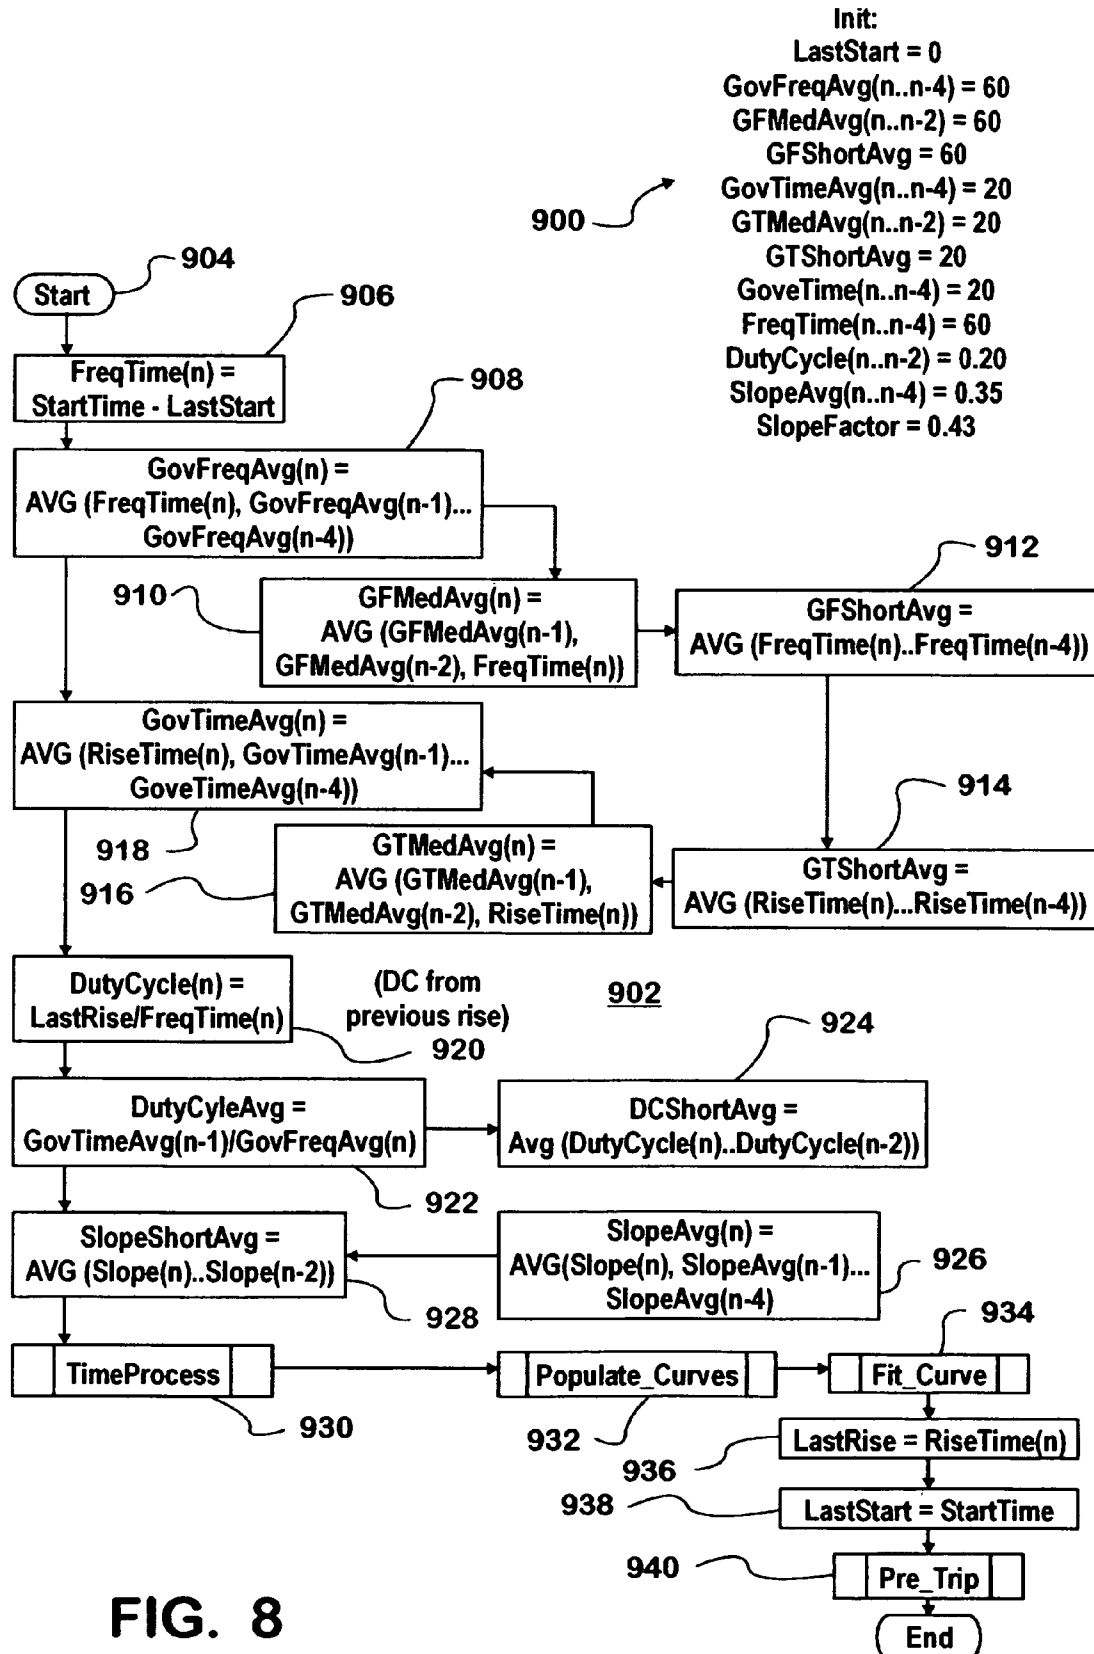 Init:
LastStart = 0
GovFreqAvg(n..n-4) = 60
GFMedAvg(n..n-2) = 60
GFShortAvg = 60
GovTimeAvg(n..n-4) = 20
GTMedAvg(n..n-2) = 20
GTShortAvg = 20
GoveTime(n..n-4) = 20
FreqTime(n..n-4) = 60
DutyCycle(n..n-2) = 0.20
SlopeAvg(n..n-4) = 0.35
SlopeFactor = 0.43
900
904
Start
906
FreqTime(n) =
StartTime - LastStart
908
GovFreqAvg(n) =
AVG (FreqTime(n), GovFreqAvg(n-1)...
GovFreqAvg(n-4))
910
GFMedAvg(n) =
AVG (GFMedAvg(n-1),
GFMedAvg(n-2), FreqTime(n))
912
GFShortAvg =
AVG (FreqTime(n)..FreqTime(n-4))
GovTimeAvg(n) =
AVG (RiseTime(n), GovTimeAvg(n-1)...
GoveTimeAvg(n-4))
918
914
GTShortAvg =
AVG (RiseTime(n)...RiseTime(n-4))
916
GTMedAvg(n) =
AVG (GTMedAvg(n-1),
GTMedAvg(n-2), RiseTime(n))
DutyCycle(n) =
LastRise/FreqTime(n)
(DC from
previous rise)
920
902
DutyCyleAvg =
GovTimeAvg(n-1)/GovFreqAvg(n)
922
924
DCShortAvg =
Avg (DutyCycle(n)..DutyCycle(n-2))
SlopeShortAvg =
AVG (Slope(n)..Slope(n-2))
928
SlopeAvg(n) =
AVG(Slope(n), SlopeAvg(n-1)...
SlopeAvg(n-4)
926
TimeProcess
930
Populate_Curves
932
934
Fit_Curve
LastRise = RiseTime(n)
936
LastStart = StartTime
938
Pre_Trip
940
End
FIG. 8